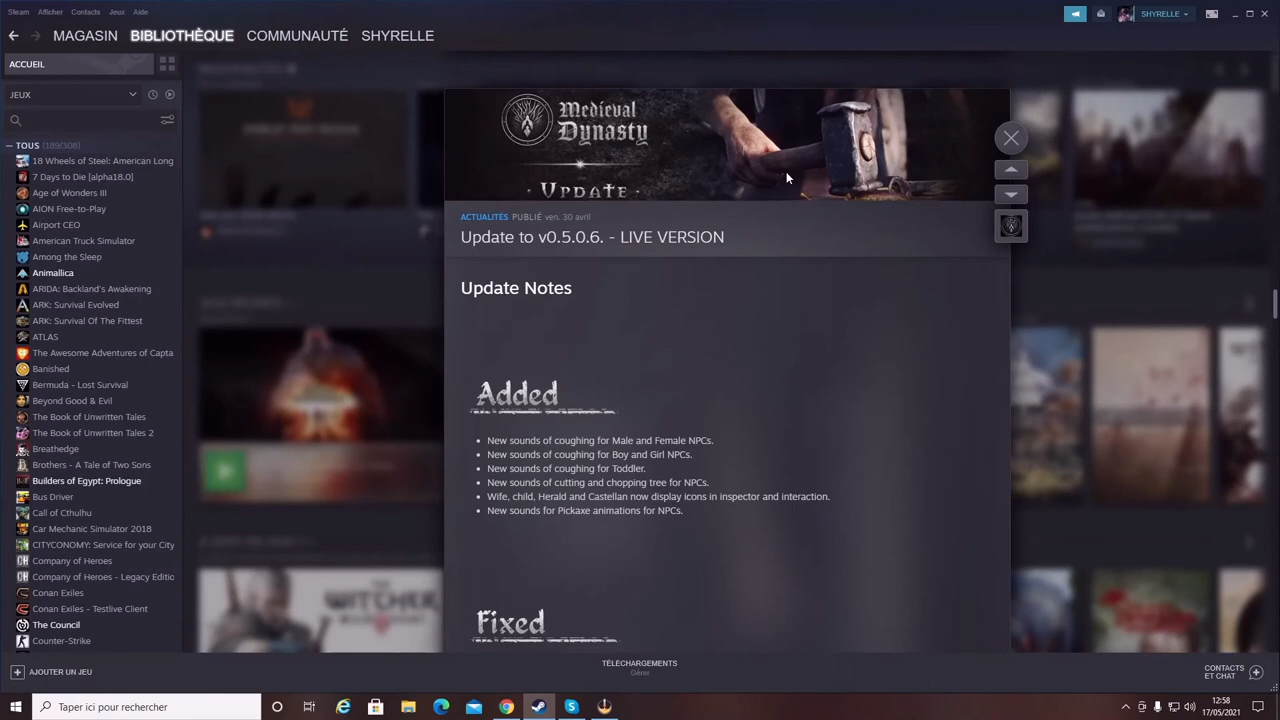 Steam Afficher Contacts Jeux Aide
SHYRELLE
MAGASIN BIBLIOTHÈQUE COMMUNAUTÉ SHYRELLE
ACCUEIL
JEUX
TOUS (189/308)
18 Wheels of Steel: American Long
7 Days to Die [alpha18.0]
Age of Wonders III
AION Free-to-Play
Airport CEO
American Truck Simulator
Among the Sleep
Animallica
ARIDA: Backland's Awakening
ARK: Survival Evolved
ARK: Survival Of The Fittest
ATLAS
The Awesome Adventures of Capta
Banished
Bermuda - Lost Survival
Beyond Good & Evil
The Book of Unwritten Tales
The Book of Unwritten Tales 2
Breathedge
Brothers - A Tale of Two Sons
Builders of Egypt: Prologue
Bus Driver
Call of Cthulhu
Car Mechanic Simulator 2018
CITYCONOMY: Service for your City
Company of Heroes
Company of Heroes - Legacy Editio
Conan Exiles
Conan Exiles - Testlive Client
The Council
Counter-Strike
Medieval
Dynasty
· UPDATE ·
ACTUALITÉS PUBLIÉ ven. 30 avril
Update to v0.5.0.6. - LIVE VERSION
Update Notes
Added
• New sounds of coughing for Male and Female NPCs.
• New sounds of coughing for Boy and Girl NPCs.
• New sounds of coughing for Toddler.
• New sounds of cutting and chopping tree for NPCs.
• Wife, child, Herald and Castellan now display icons in inspector and interaction.
• New sounds for Pickaxe animations for NPCs.
Fixed
THE
WITCHER
AJOUTER UN JEU
TÉLÉCHARGEMENTS
Gérer
CONTACTS
ET CHAT
Taper ici pour rechercher
12:58
17/05/2021